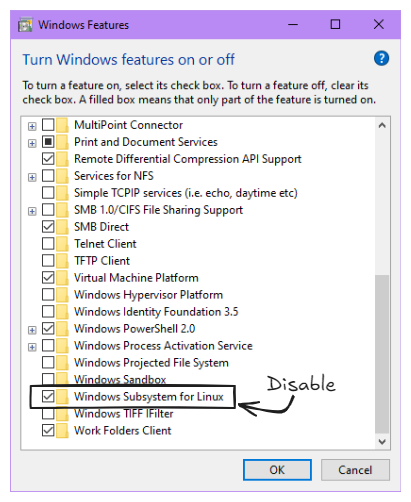 Windows Features
Turn Windows features on or off
To turn a feature on, select its check box. To turn a feature off, clear its
check box. A filled box means that only part of the feature is turned on.
MultiPoint Connector
Print and Document Services
Remote Differential Compression API Support
Services for NFS
Simple TCPIP services (i.e. echo, daytime etc)
SMB 1.0/CIFS File Sharing Support
SMB Direct
Telnet Client
TFTP Client
Virtual Machine Platform
Windows Hypervisor Platform
Windows Identity Foundation 3.5
Windows PowerShell 2.0
Windows Process Activation Service
Windows Projected File System
Windows Sandbox
Disable
Windows Subsystem for Linux
Windows TIFF IFilter
Work Folders Client
OK Cancel